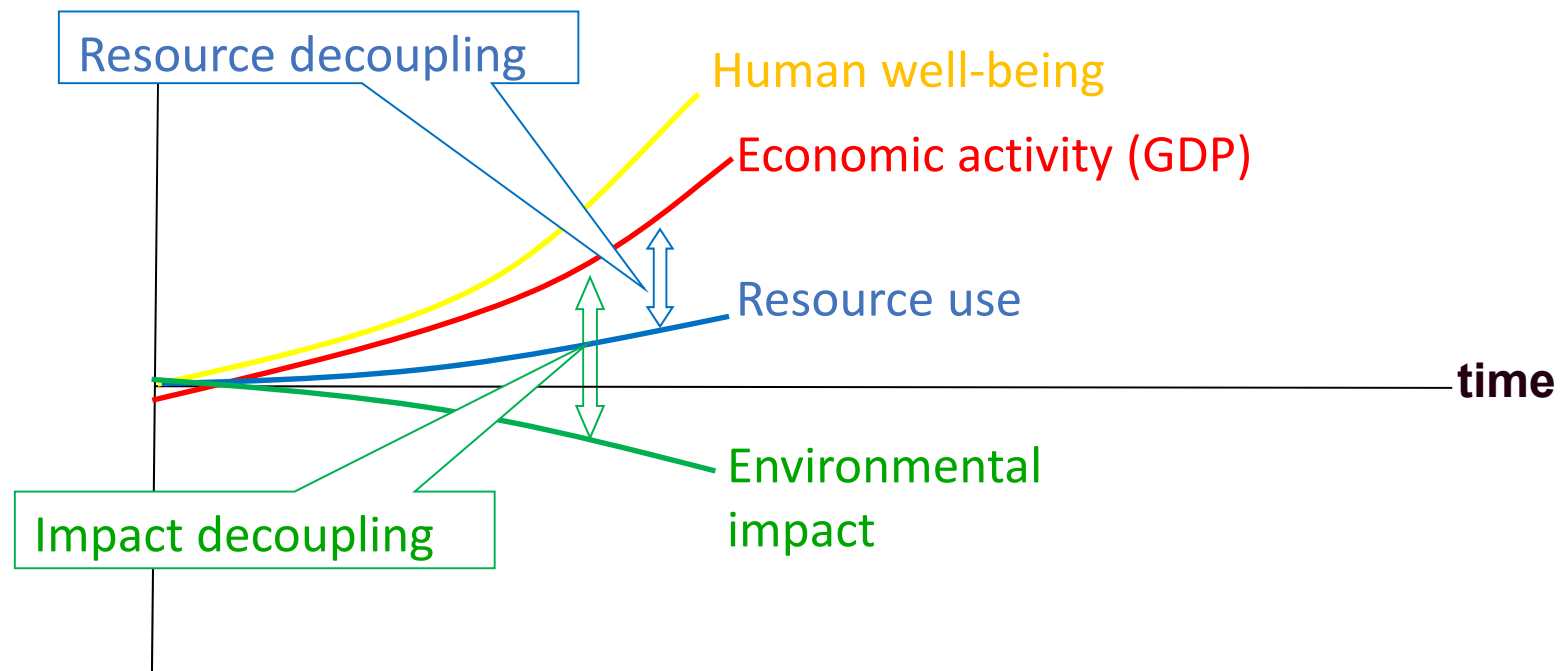 Resource decoupling
Human well-being
Economic activity (GDP)
Resource use
time
Environmental
impact
Impact decoupling